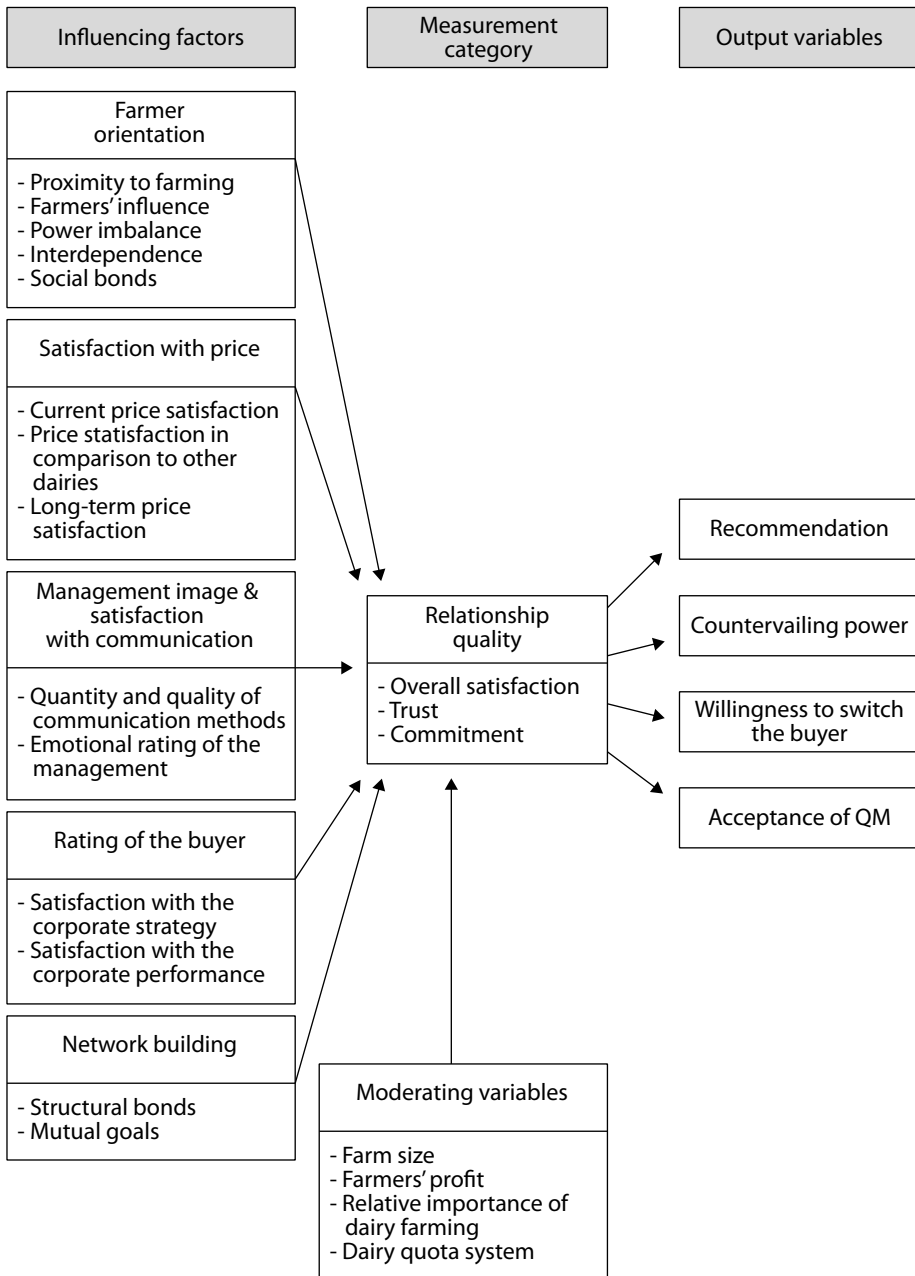 Influencing factors
Measurement
category
Output variables
Farmer
orientation
- Proximity to farming
- Farmers’ influence
- Power imbalance
- Interdependence
- Social bonds
Satisfaction with price
- Current price satisfaction
- Price statisfaction in
comparison to other
dairies
- Long-term price
satisfaction
Management image &
satisfaction
with communication
- Quantity and quality of
communication methods
- Emotional rating of the
management
Rating of the buyer
- Satisfaction with the
corporate strategy
- Satisfaction with the
corporate performance
Network building
- Structural bonds
- Mutual goals
Relationship
quality
- Overall satisfaction
- Trust
- Commitment
Moderating variables
- Farm size
- Farmers’ profit
- Relative importance of
dairy farming
- Dairy quota system
Recommendation
Countervailing power
Willingness to switch
the buyer
Acceptance of QM